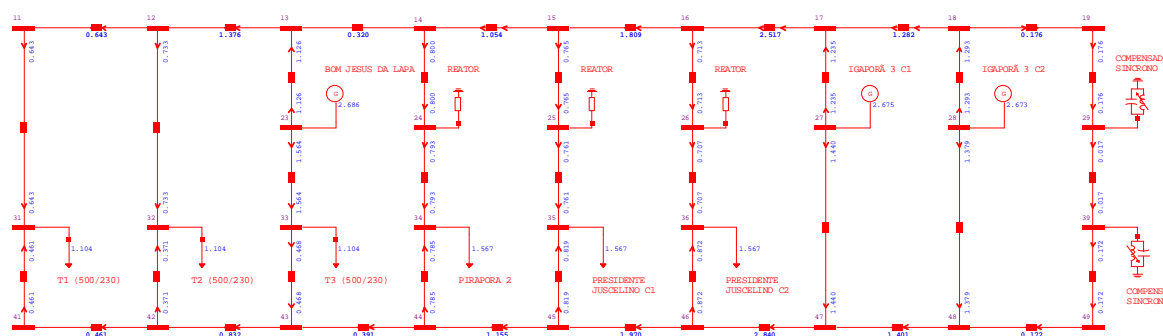 11 12 13 14 15 16 17 18 19
0.643 1.376 0.320 1.054 1.809 2.517 1.282 0.176
0.643 0.733 1.126 0.800 0.765 0.713 1.235 1.293 0.176
BOM JESUS DA LAPA REATOR REATOR REATOR IGAPORÃ 3 C1 IGAPORÃ 3 C2 COMPENSAD
SINCRONO
G G G
2.686 2.675 2.673
1.126 0.800 0.765 0.713 1.235 1.293 0.176
23 24 25 26 27 28 29
1.564 0.793 0.761 0.707 1.440 1.379 0.017
0.643 0.733 1.564 0.793 0.761 0.707 0.017
31 32 33 34 35 36 39
1.104 1.104 1.104 1.567 1.567 1.567
0.461 0.371 0.468 0.785 0.819 0.872 0.172
T1 (500/230) T2 (500/230) T3 (500/230) PIRAPORA 2 PRESIDENTE
JUSCELINO C1 PRESIDENTE
JUSCELINO C2 COMPENS
SINCRON
0.461 0.371 0.468 0.785 0.819 0.872 1.440 1.379 0.172
41 42 43 44 45 46 47 48 49
0.461 0.832 0.391 1.155 1.970 2.840 1.401 0.172